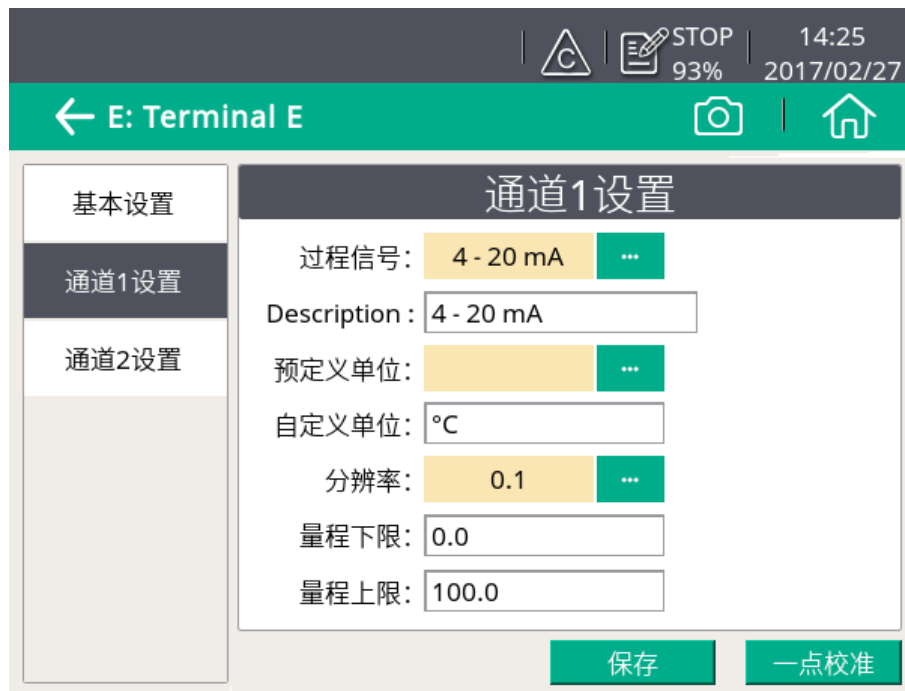 C
STOP
93%
14:25
2017/02/27
E: Terminal E
基本设置
通道1设置
通道2设置
通道1设置
过程信号: 4 - 20 mA ...
Description : 4 - 20 mA
预定义单位: ...
自定义单位: °C
分辨率: 0.1 ...
量程下限: 0.0
量程上限: 100.0
保存
一点校准